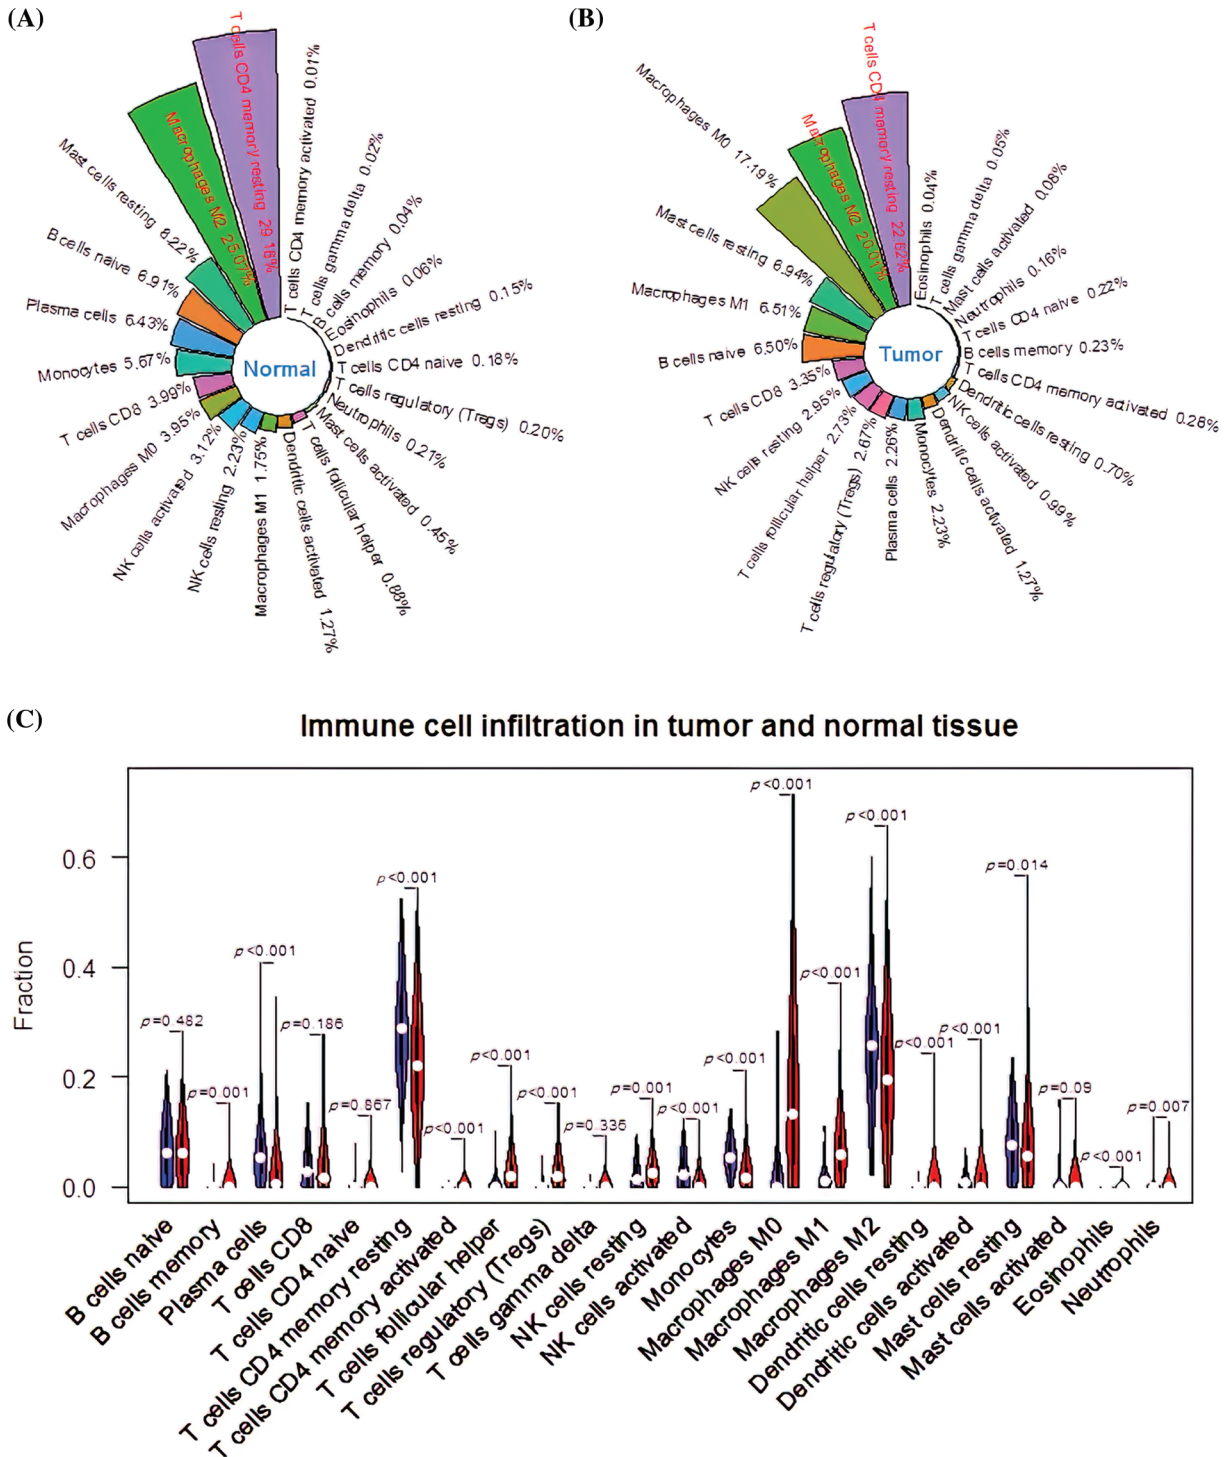 (A)
T cells CD4 memory resting 29.18%
Macrophages M2 25.07%
Mast cells resting 8.22%
B cells naive 6.91%
Plasma cells 6.43%
Monocytes 5.67%
T cells CD8 3.99%
Macrophages M0 3.95%
NK cells activated 3.12%
NK cells resting 2.23%
Macrophages M1 1.75%
Dendritic cells activated 1.27%
T cells follicular helper 0.88%
Mast cells activated 0.45%
Neutrophils 0.21%
T cells regulatory (Tregs) 0.20%
T cells CD4 naive 0.18%
Dendritic cells resting 0.15%
Eosinophils 0.06%
B cells memory 0.04%
T cells gamma delta 0.02%
T cells CD4 memory activated 0.01%
Normal
(B)
T cells CD4 memory resting 22.62%
Macrophages M2 20.01%
Macrophages M0 17.19%
Mast cells resting 6.94%
Macrophages M1 6.51%
B cells naive 6.50%
T cells CD8 3.35%
NK cells resting 2.95%
T cells follicular helper 2.73%
T cells regulatory (Tregs) 2.67%
Plasma cells 2.26%
Monocytes 2.23%
Dendritic cells activated 1.27%
NK cells activated 0.99%
Dendritic cells resting 0.70%
T cells CD4 memory activated 0.28%
B cells memory 0.23%
T cells CD4 naive 0.22%
Neutrophils 0.16%
Mast cells activated 0.08%
T cells gamma delta 0.05%
Eosinophils 0.04%
Tumor
(C)
Immune cell infiltration in tumor and normal tissue
Fraction
0.6
0.4
0.2
0.0
p=0.482
p=0.001
p<0.001
p=0.186
p=0.867
p<0.001
p<0.001
p<0.001
p<0.001
p=0.336
p=0.001
p<0.001
p<0.001
p<0.001
p<0.001
p<0.001
p<0.001
p<0.001
p=0.014
p=0.09
p<0.001
p=0.007
B cells naive
B cells memory
Plasma cells
T cells CD8
T cells CD4 naive
T cells CD4 memory resting
T cells CD4 memory activated
T cells follicular helper
T cells regulatory (Tregs)
T cells gamma delta
NK cells resting
NK cells activated
Monocytes
Macrophages M0
Macrophages M1
Macrophages M2
Dendritic cells resting
Dendritic cells activated
Mast cells resting
Mast cells activated
Eosinophils
Neutrophils